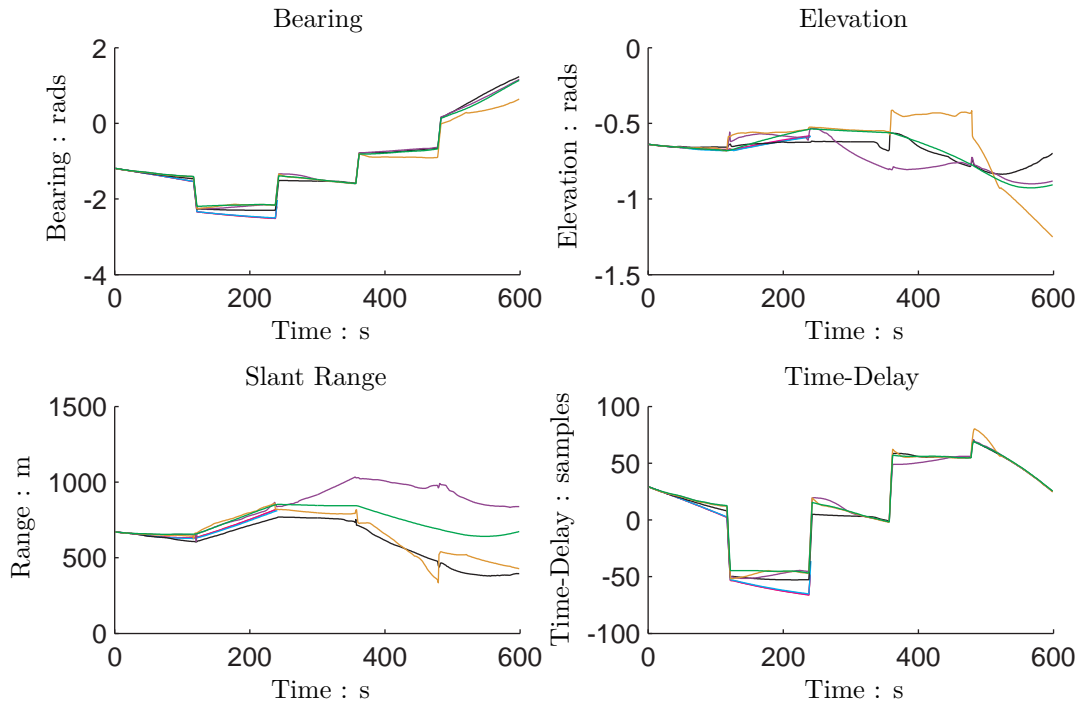 Bearing
2
0
-2
-4
Bearing : rads
0
200
400
600
Time : s
Elevation
0
-0.5
-1
-1.5
Elevation : rads
0
200
400
600
Time : s
Slant Range
1500
1000
500
0
Range : m
0
200
400
600
Time : s
Time-Delay
100
50
0
-50
-100
Time-Delay : samples
0
200
400
600
Time : s